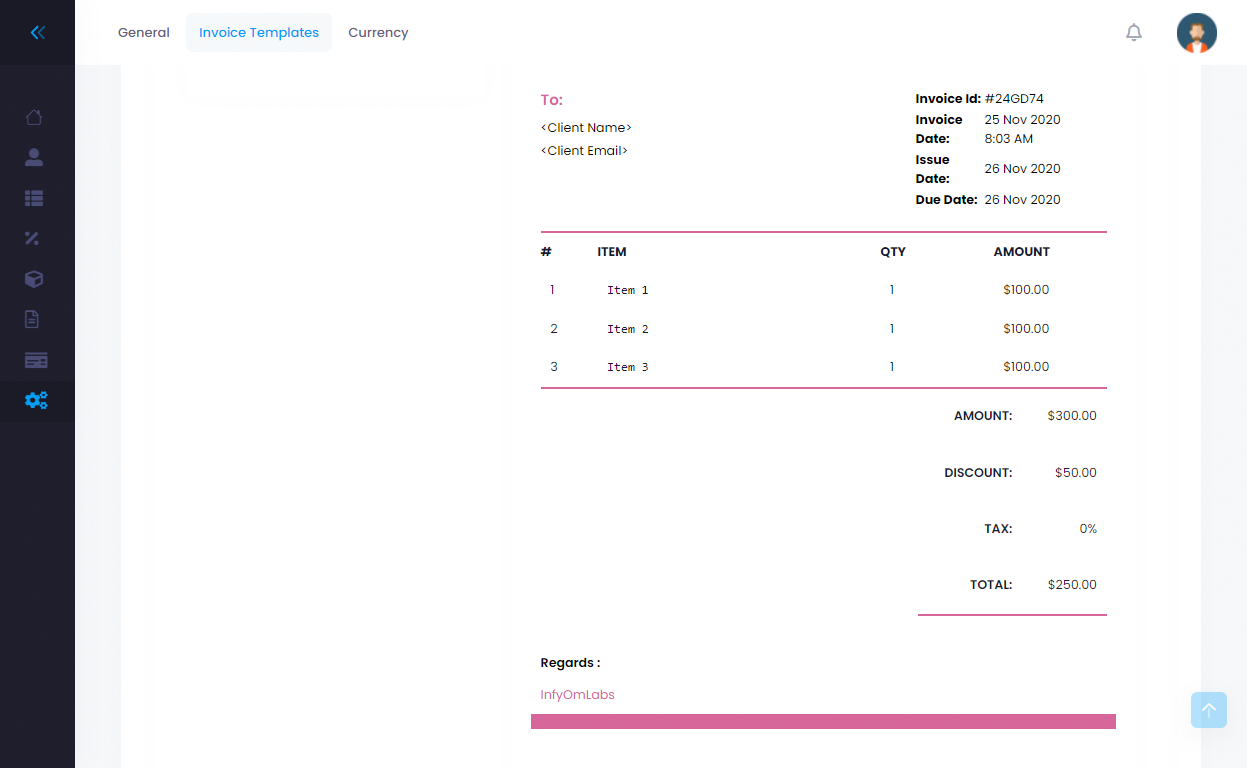 General Invoice Templates Currency
To:
<Client Name>
<Client Email>
Invoice Id: #24GD74
Invoice Date: 25 Nov 2020 8:03 AM
Issue Date: 26 Nov 2020
Due Date: 26 Nov 2020
# ITEM QTY AMOUNT
1 Item 1 1 $100.00
2 Item 2 1 $100.00
3 Item 3 1 $100.00
AMOUNT: $300.00
DISCOUNT: $50.00
TAX: 0%
TOTAL: $250.00
Regards :
InfyOmLabs